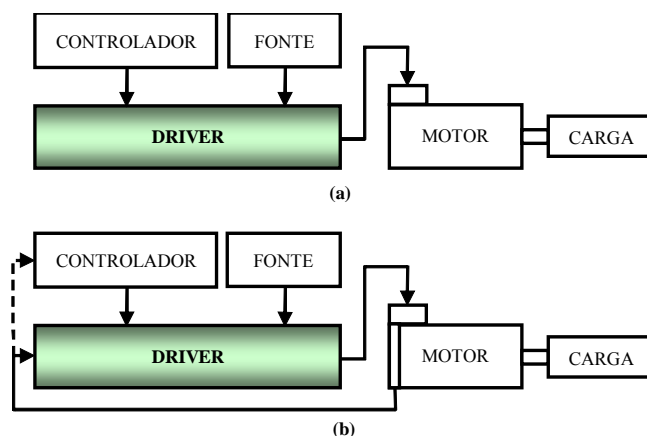 CONTROLADOR
FONTE
DRIVER
MOTOR
CARGA
(a)
CONTROLADOR
FONTE
DRIVER
MOTOR
CARGA
(b)